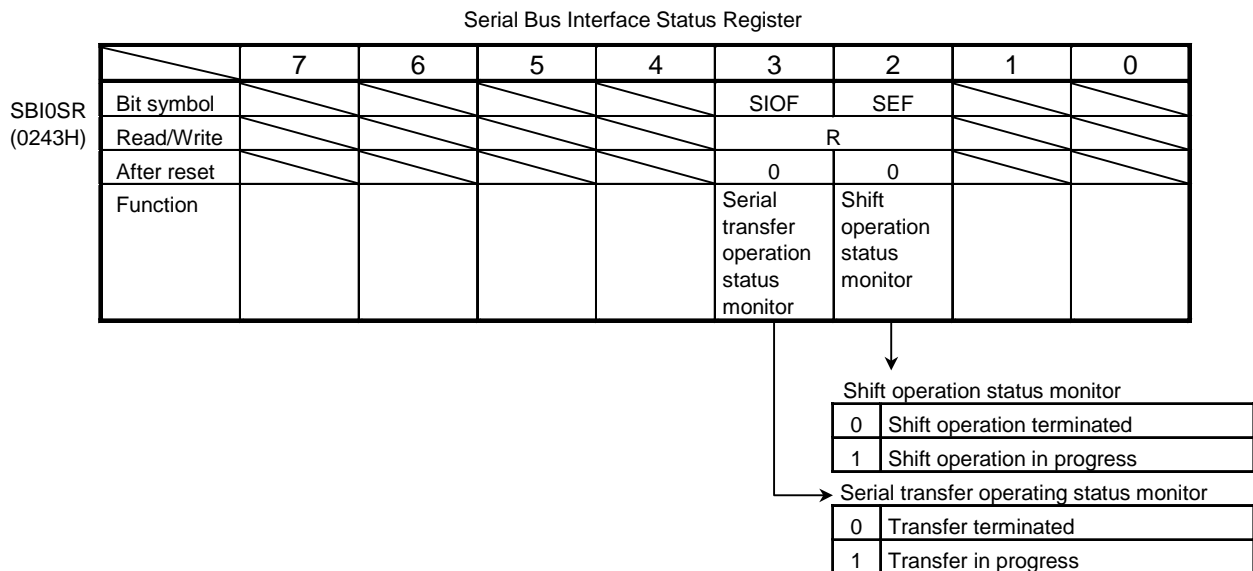 Serial Bus Interface Status Register
7 6 5 4 3 2 1 0
SBI0SR
(0243H)
Bit symbol SIOF SEF
Read/Write R
After reset 0 0
Function
Serial
transfer
operation
status
monitor
Shift
operation
status
monitor
Shift operation status monitor
0 Shift operation terminated
1 Shift operation in progress
Serial transfer operating status monitor
0 Transfer terminated
1 Transfer in progress